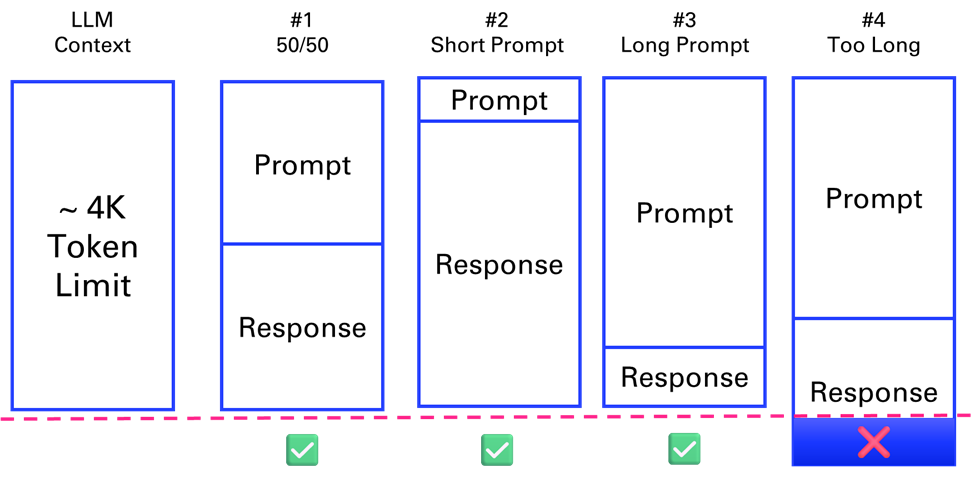 LLM
Context
#1
50/50
#2
Short Prompt
#3
Long Prompt
#4
Too Long
~ 4K
Token
Limit
Prompt
Response
Prompt
Response
Prompt
Response
Prompt
Response